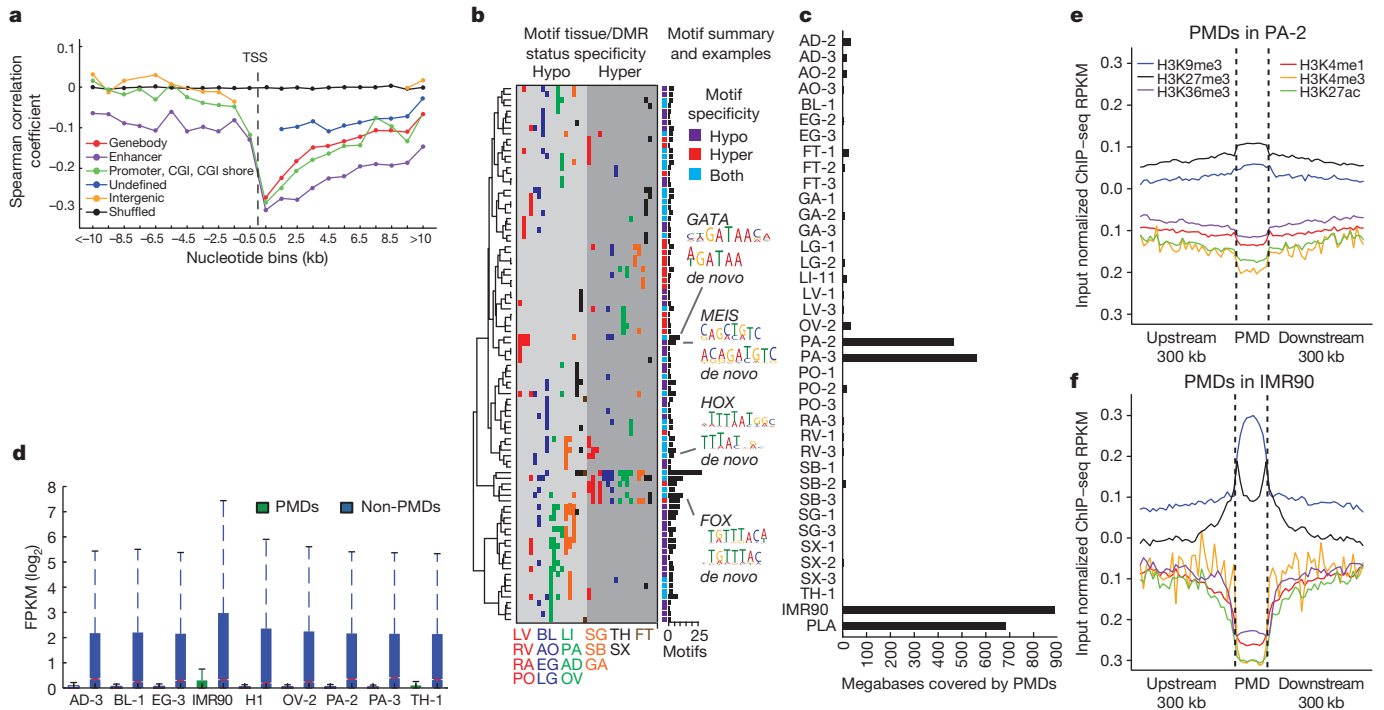 a
0.1
0
−0.1
−0.2
−0.3
Spearman correlation
coefficient
TSS
Genebody
Enhancer
Promoter, CGI, CGI shore
Undefined
Intergenic
Shuffled
<−10 −8.5 −6.5 −4.5 −2.5 −0.5 0.5 2.5 4.5 6.5 8.5 >10
Nucleotide bins (kb)
b
Motif tissue/DMR
status specificity
Hypo Hyper
Motif summary
and examples
Motif
specificity
Hypo
Hyper
Both
GATA
GATAACA
AGATAA
de novo
MEIS
CAGCTGTC
ACAGATGTC
de novo
HOX
TTTTAT
TTTAT
de novo
FOX
TGTTTACA
TGTTTAC
de novo
LV BL LI SG TH FT
RV AO PA SB SX
RA EG AD GA
PO LG OV
0 25
Motifs
c
AD-2
AD-3
AO-2
AO-3
BL-1
EG-2
EG-3
FT-1
FT-2
FT-3
GA-1
GA-2
GA-3
LG-1
LG-2
LI-11
LV-1
LV-3
OV-2
PA-2
PA-3
PO-1
PO-2
PO-3
RA-3
RV-1
RV-3
SB-1
SB-2
SB-3
SG-1
SG-3
SX-1
SX-2
SX-3
TH-1
IMR90
PLA
0 100 200 300 400 500 600 700 800 900
Megabases covered by PMDs
d
8
7
6
5
4
3
2
1
0
FPKM (log2)
PMDs Non-PMDs
AD-3 BL-1 EG-3 IMR90 H1 OV-2 PA-2 PA-3 TH-1
e
PMDs in PA-2
H3K9me3 H3K4me1
H3K27me3 H3K4me3
H3K36me3 H3K27ac
0.3
0.2
0.1
0.0
0.1
0.2
0.3
Input normalized ChIP–seq RPKM
Upstream PMD Downstream
300 kb 300 kb
f
PMDs in IMR90
0.3
0.2
0.1
0.0
0.1
0.2
0.3
Input normalized ChIP–seq RPKM
Upstream PMD Downstream
300 kb 300 kb